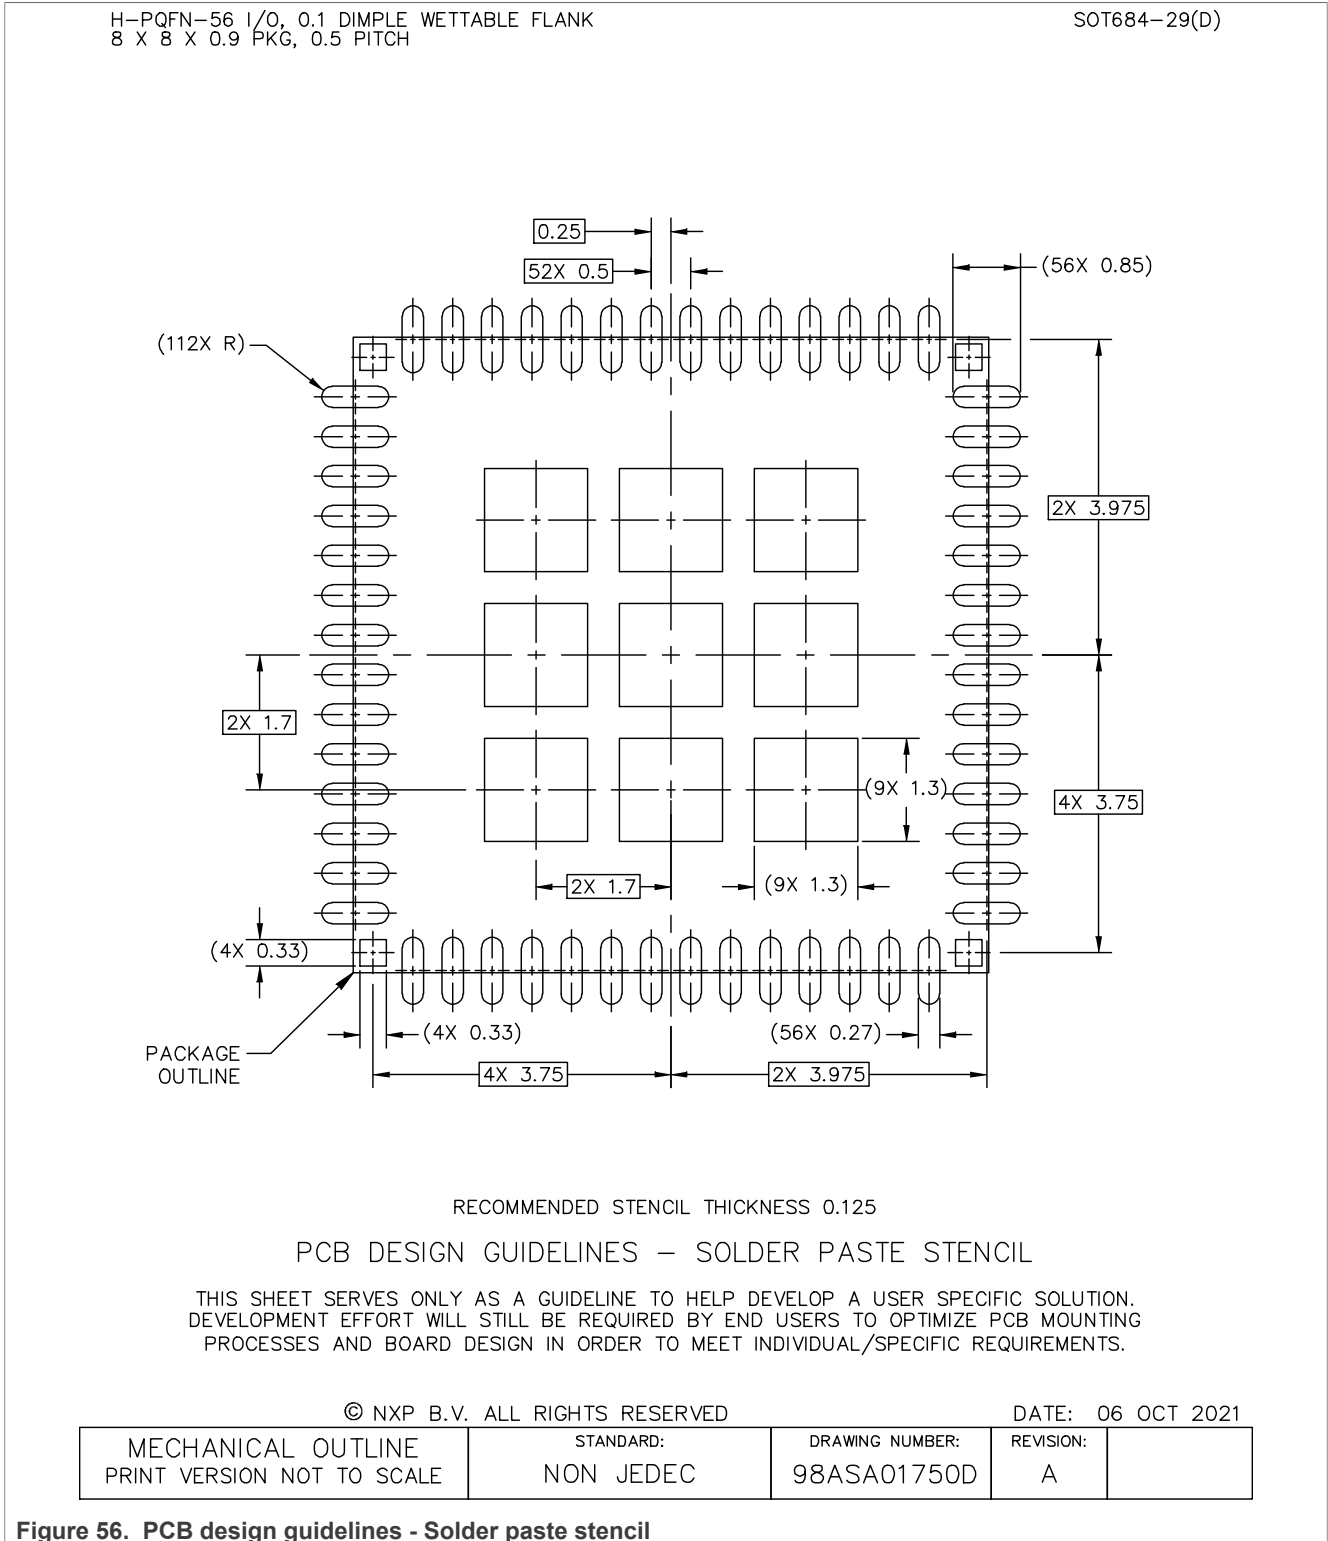 H-PQFN-56 I/O, 0.1 DIMPLE WETTABLE FLANK
8 X 8 X 0.9 PKG, 0.5 PITCH
SOT684-29(D)
0.25
52X 0.5
(56X 0.85)
(112X R)
2X 3.975
2X 1.7
(9X 1.3)
4X 3.75
2X 1.7
(9X 1.3)
(4X 0.33)
(4X 0.33)
(56X 0.27)
PACKAGE
OUTLINE
4X 3.75
2X 3.975
RECOMMENDED STENCIL THICKNESS 0.125
PCB DESIGN GUIDELINES – SOLDER PASTE STENCIL
THIS SHEET SERVES ONLY AS A GUIDELINE TO HELP DEVELOP A USER SPECIFIC SOLUTION.
DEVELOPMENT EFFORT WILL STILL BE REQUIRED BY END USERS TO OPTIMIZE PCB MOUNTING
PROCESSES AND BOARD DESIGN IN ORDER TO MEET INDIVIDUAL/SPECIFIC REQUIREMENTS.
© NXP B.V. ALL RIGHTS RESERVED
DATE: 06 OCT 2021
MECHANICAL OUTLINE
PRINT VERSION NOT TO SCALE
STANDARD:
NON JEDEC
DRAWING NUMBER:
98ASA01750D
REVISION:
A
Figure 56. PCB design guidelines - Solder paste stencil